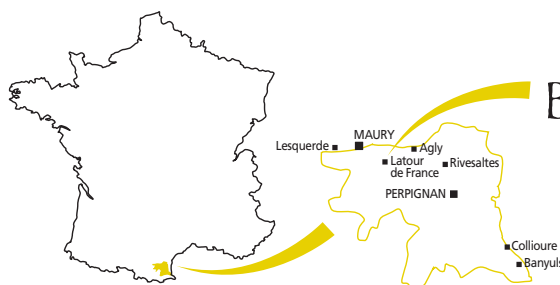 B
MAURY
Lesquerde
Agly
Latour
de France
Rivesaltes
PERPIGNAN
Collioure
Banyuls